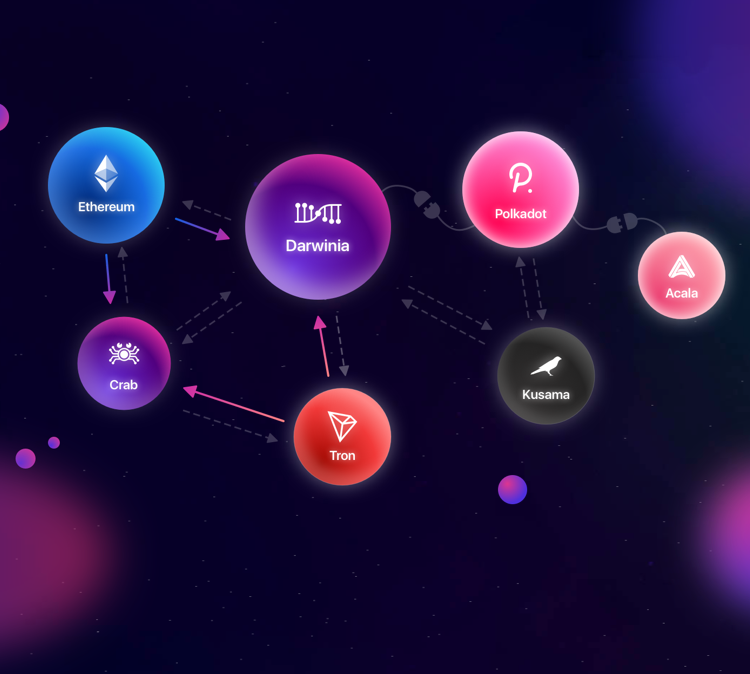 Ethereum
Darwinia
Polkadot
Acala
Crab
Kusama
Tron